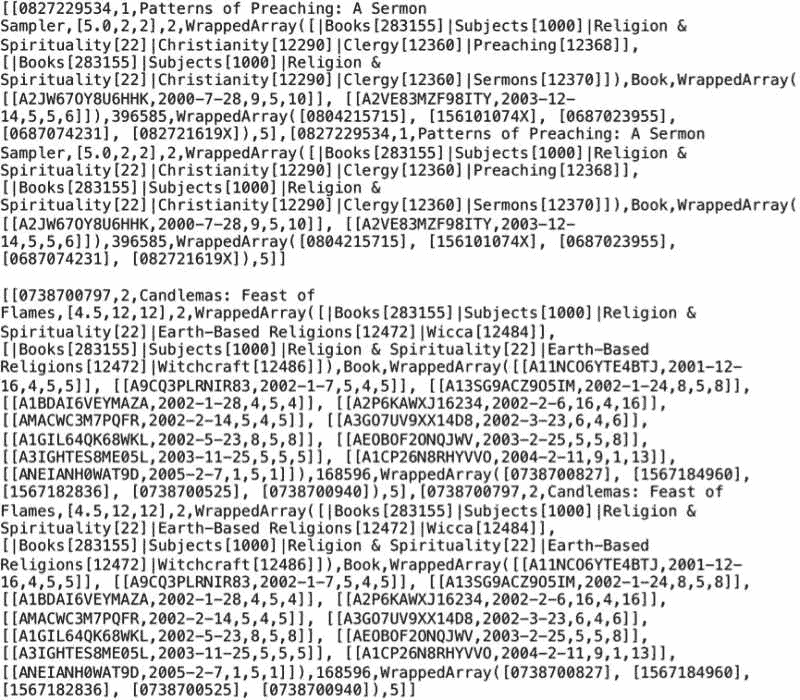 [[0827229534,1,Patterns of Preaching: A Sermon
Sampler,[5.0,2,2],2,WrappedArray([|Books[283155]|Subjects[1000]|Religion &
Spirituality[22]|Christianity[12290]|Clergy[12360]|Preaching[12368]],
[|Books[283155]|Subjects[1000]|Religion &
Spirituality[22]|Christianity[12290]|Clergy[12360]|Sermons[12370]]),Book,WrappedArray(
[[A2JW67OY8U6HHK,2000-7-28,9,5,10]], [[A2VE83MZF98ITY,2003-12-
14,5,5,6]]),396585,WrappedArray([0804215715], [156101074X], [0687023955],
[0687074231], [082721619X]),5],[0827229534,1,Patterns of Preaching: A Sermon
Sampler,[5.0,2,2],2,WrappedArray([|Books[283155]|Subjects[1000]|Religion &
Spirituality[22]|Christianity[12290]|Clergy[12360]|Preaching[12368]],
[|Books[283155]|Subjects[1000]|Religion &
Spirituality[22]|Christianity[12290]|Clergy[12360]|Sermons[12370]]),Book,WrappedArray(
[[A2JW67OY8U6HHK,2000-7-28,9,5,10]], [[A2VE83MZF98ITY,2003-12-
14,5,5,6]]),396585,WrappedArray([0804215715], [156101074X], [0687023955],
[0687074231], [082721619X]),5]]
[[0738700797,2,Candlemas: Feast of
Flames,[4.5,12,12],2,WrappedArray([|Books[283155]|Subjects[1000]|Religion &
Spirituality[22]|Earth-Based Religions[12472]|Wicca[12484]],
[|Books[283155]|Subjects[1000]|Religion & Spirituality[22]|Earth-Based
Religions[12472]|Witchcraft[12486]]),Book,WrappedArray([[A11NCO6YTE4BTJ,2001-12-
16,4,5,5]], [[A9CQ3PLRNIR83,2002-1-7,5,4,5]], [[A13SG9ACZ9O5IM,2002-1-24,8,5,8]],
[[A1BDAI6VEYMAZA,2002-1-28,4,5,4]], [[A2P6KAWXJ16234,2002-2-6,16,4,16]],
[[AMACWC3M7PQFR,2002-2-14,5,4,5]], [[A3GO7UV9XX14D8,2002-3-23,6,4,6]],
[[A1GIL64QK68WKL,2002-5-23,8,5,8]], [[AEOBOF2ONQJWV,2003-2-25,5,5,8]],
[[A3IGHTES8ME05L,2003-11-25,5,5,5]], [[A1CP26N8RHYVVO,2004-2-11,9,1,13]],
[[ANEIANH0WAT9D,2005-2-7,1,5,1]]),168596,WrappedArray([0738700827], [1567184960],
[1567182836], [0738700525], [0738700940]),5],[0738700797,2,Candlemas: Feast of
Flames,[4.5,12,12],2,WrappedArray([|Books[283155]|Subjects[1000]|Religion &
Spirituality[22]|Earth-Based Religions[12472]|Wicca[12484]],
[|Books[283155]|Subjects[1000]|Religion & Spirituality[22]|Earth-Based
Religions[12472]|Witchcraft[12486]]),Book,WrappedArray([[A11NCO6YTE4BTJ,2001-12-
16,4,5,5]], [[A9CQ3PLRNIR83,2002-1-7,5,4,5]], [[A13SG9ACZ9O5IM,2002-1-24,8,5,8]],
[[A1BDAI6VEYMAZA,2002-1-28,4,5,4]], [[A2P6KAWXJ16234,2002-2-6,16,4,16]],
[[AMACWC3M7PQFR,2002-2-14,5,4,5]], [[A3GO7UV9XX14D8,2002-3-23,6,4,6]],
[[A1GIL64QK68WKL,2002-5-23,8,5,8]], [[AEOBOF2ONQJWV,2003-2-25,5,5,8]],
[[A3IGHTES8ME05L,2003-11-25,5,5,5]], [[A1CP26N8RHYVVO,2004-2-11,9,1,13]],
[[ANEIANH0WAT9D,2005-2-7,1,5,1]]),168596,WrappedArray([0738700827], [1567184960],
[1567182836], [0738700525], [0738700940]),5]]